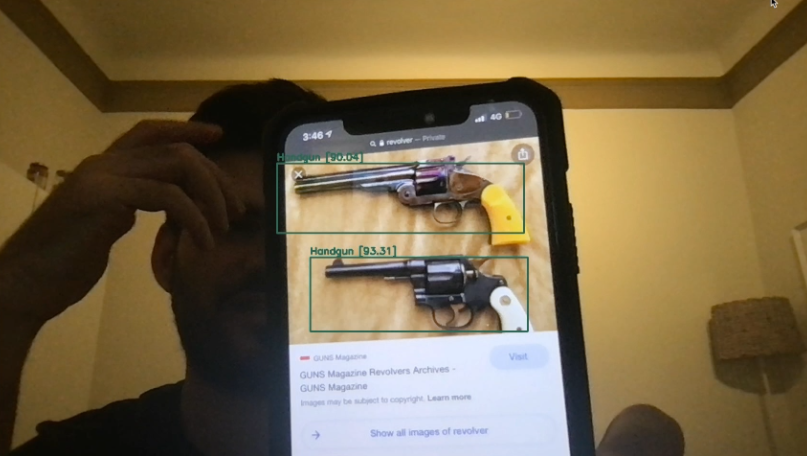 3:46
4G
revolver — Private
Handgun [90.04]
Handgun [93.31]
GUNS Magazine
Visit
GUNS Magazine Revolvers Archives -
GUNS Magazine
Images may be subject to copyright. Learn more
Show all images of revolver